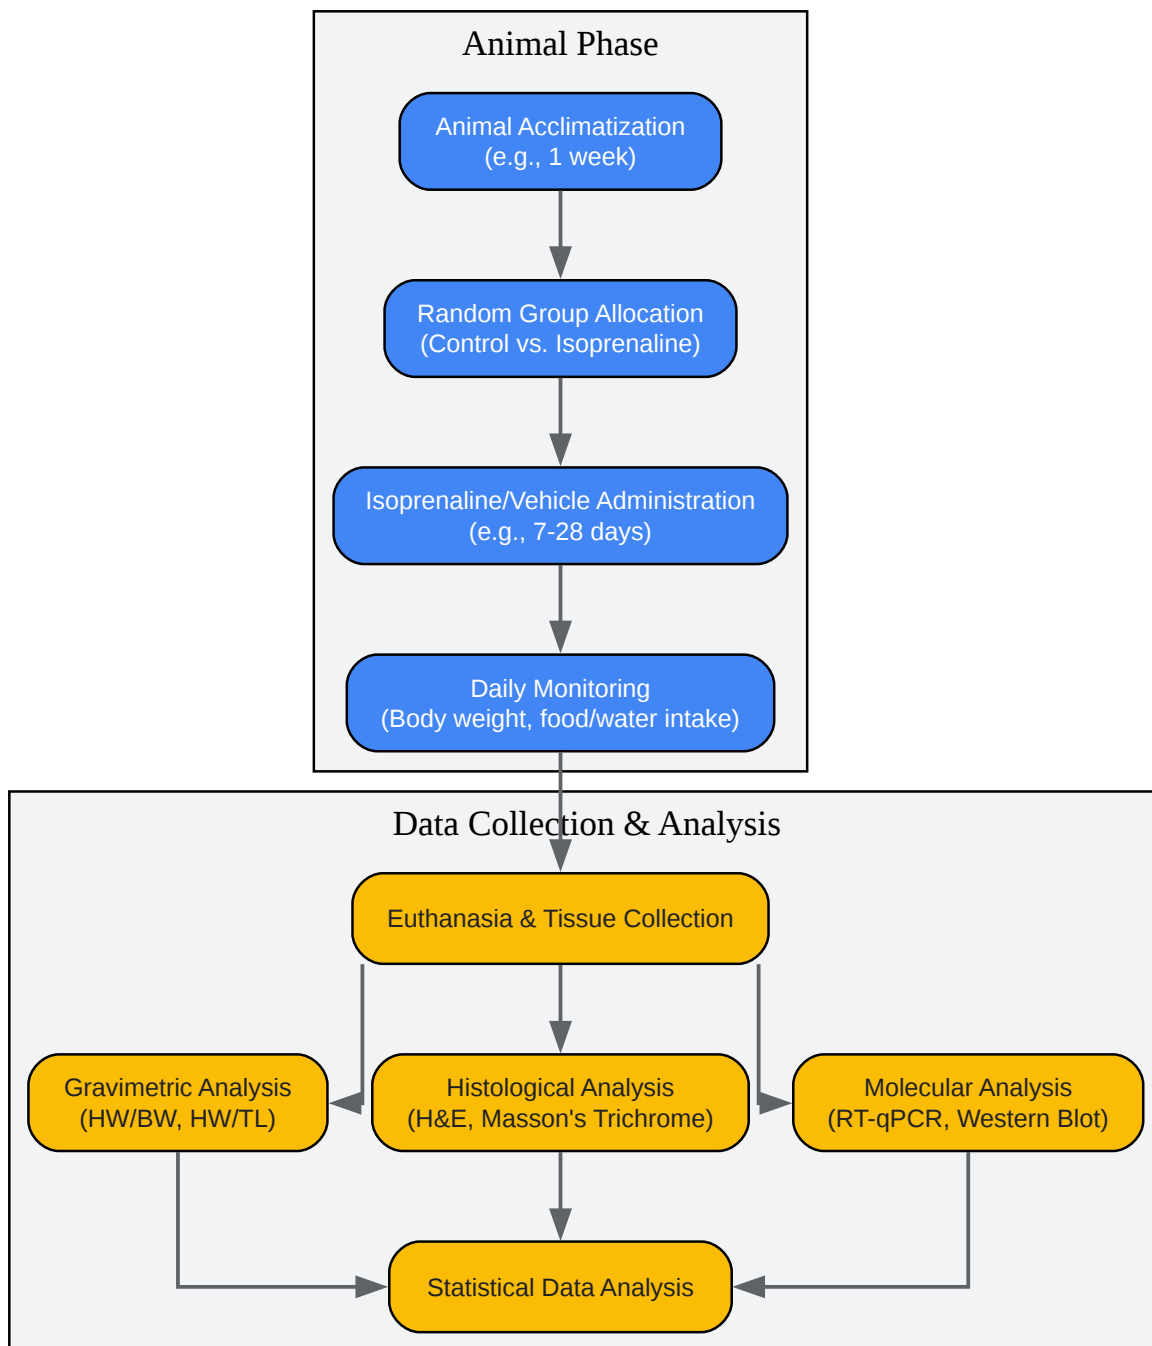 Animal Phase
Animal Acclimatization
(e.g., 1 week)
Random Group Allocation
(Control vs. Isoprenaline)
Isoprenaline/Vehicle Administration
(e.g., 7-28 days)
Daily Monitoring
(Body weight, food/water intake)
Data Collection & Analysis
Euthanasia & Tissue Collection
Gravimetric Analysis
(HW/BW, HW/TL)
Histological Analysis
(H&E, Masson's Trichrome)
Molecular Analysis
(RT-qPCR, Western Blot)
Statistical Data Analysis